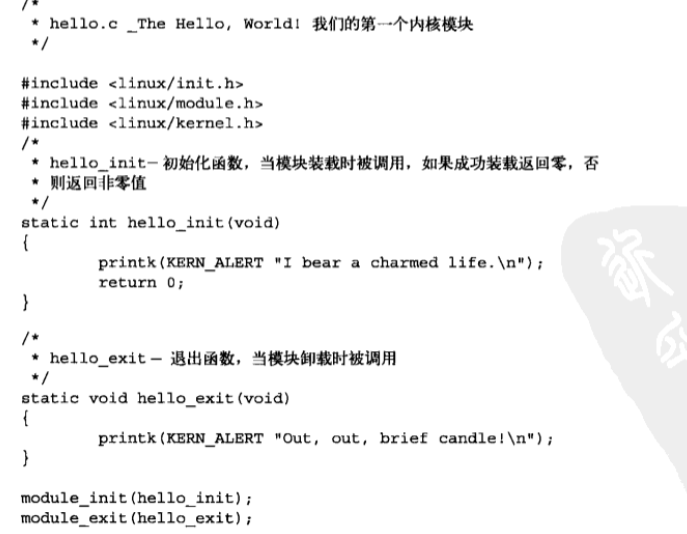 /*
 * hello.c _The Hello, World! 我们的第一个内核模块
 */

#include <linux/init.h>
#include <linux/module.h>
#include <linux/kernel.h>
/*
 * hello_init— 初始化函数，当模块装载时被调用，如果成功装载返回零，否
 * 则返回非零值
 */
static int hello_init(void)
{
        printk(KERN_ALERT "I bear a charmed life.\n");
        return 0;
}

/*
 * hello_exit — 退出函数，当模块卸载时被调用
 */
static void hello_exit(void)
{
        printk(KERN_ALERT "Out, out, brief candle!\n");
}

module_init(hello_init);
module_exit(hello_exit);